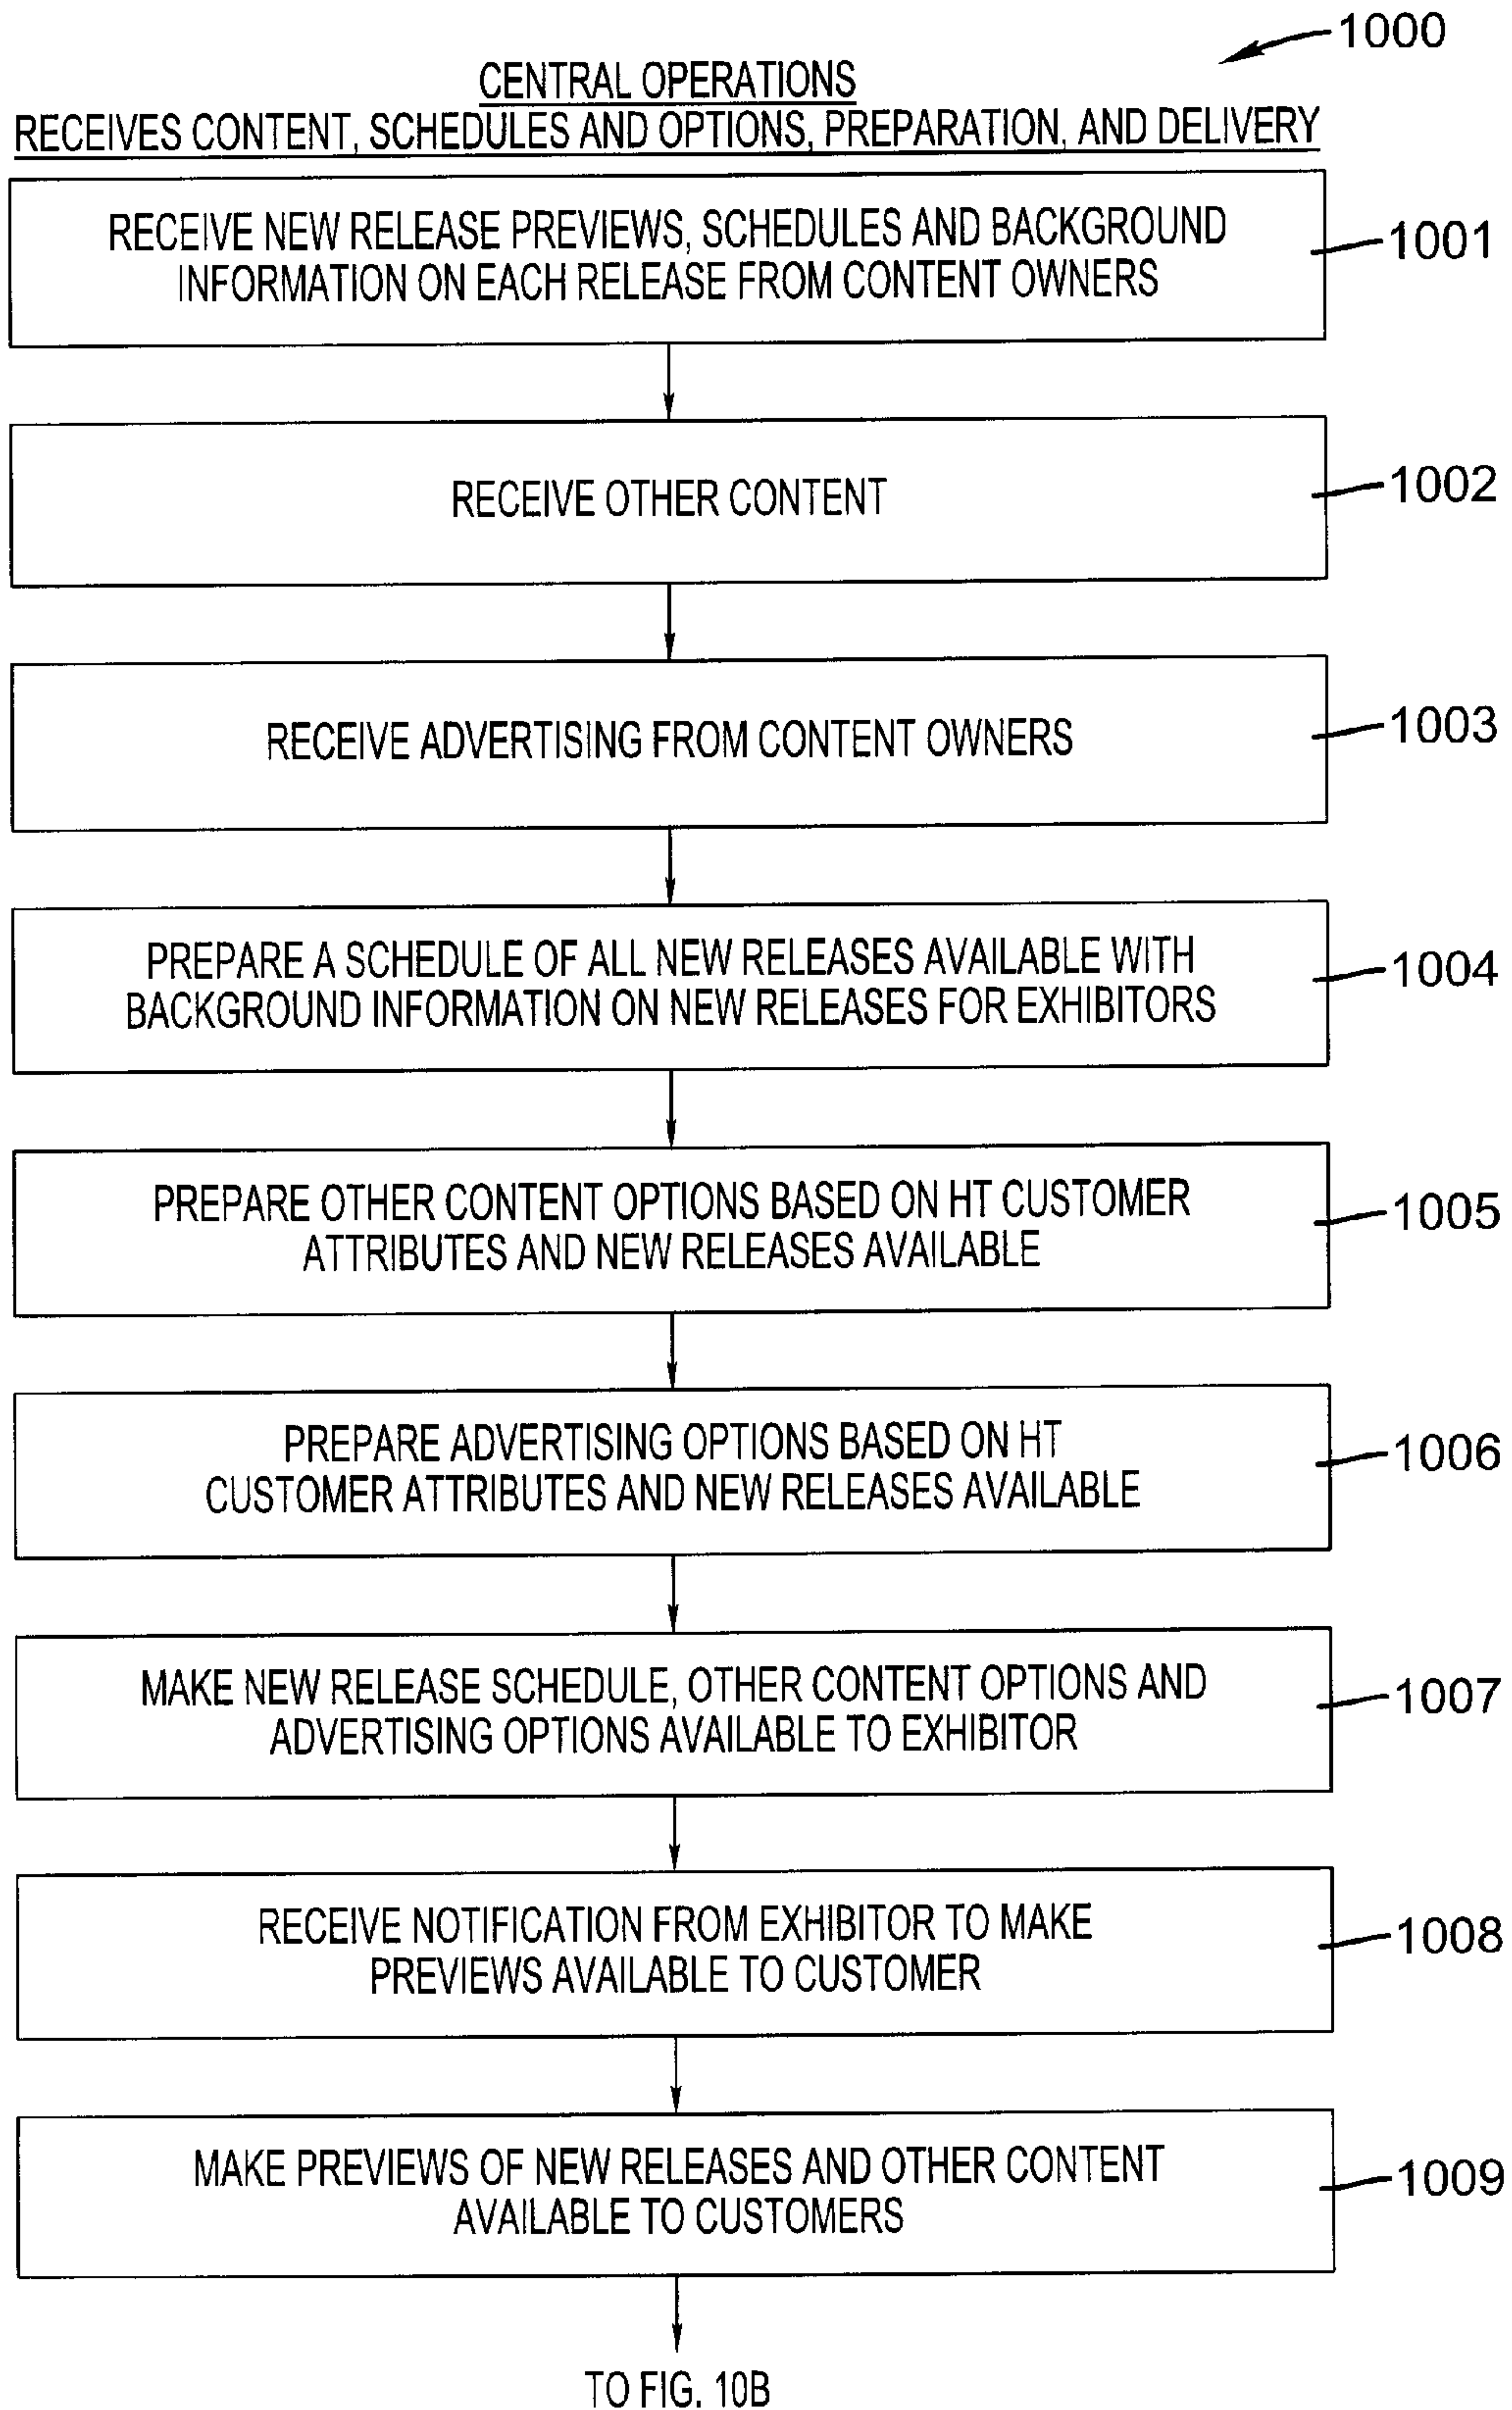 1000
CENTRAL OPERATIONS
RECEIVES CONTENT, SCHEDULES AND OPTIONS, PREPARATION, AND DELIVERY
RECEIVE NEW RELEASE PREVIEWS, SCHEDULES AND BACKGROUND
INFORMATION ON EACH RELEASE FROM CONTENT OWNERS
1001
RECEIVE OTHER CONTENT
1002
RECEIVE ADVERTISING FROM CONTENT OWNERS
1003
PREPARE A SCHEDULE OF ALL NEW RELEASES AVAILABLE WITH
BACKGROUND INFORMATION ON NEW RELEASES FOR EXHIBITORS
1004
PREPARE OTHER CONTENT OPTIONS BASED ON HT CUSTOMER
ATTRIBUTES AND NEW RELEASES AVAILABLE
1005
PREPARE ADVERTISING OPTIONS BASED ON HT
CUSTOMER ATTRIBUTES AND NEW RELEASES AVAILABLE
1006
MAKE NEW RELEASE SCHEDULE, OTHER CONTENT OPTIONS AND
ADVERTISING OPTIONS AVAILABLE TO EXHIBITOR
1007
RECEIVE NOTIFICATION FROM EXHIBITOR TO MAKE
PREVIEWS AVAILABLE TO CUSTOMER
1008
MAKE PREVIEWS OF NEW RELEASES AND OTHER CONTENT
AVAILABLE TO CUSTOMERS
1009
TO FIG. 10B